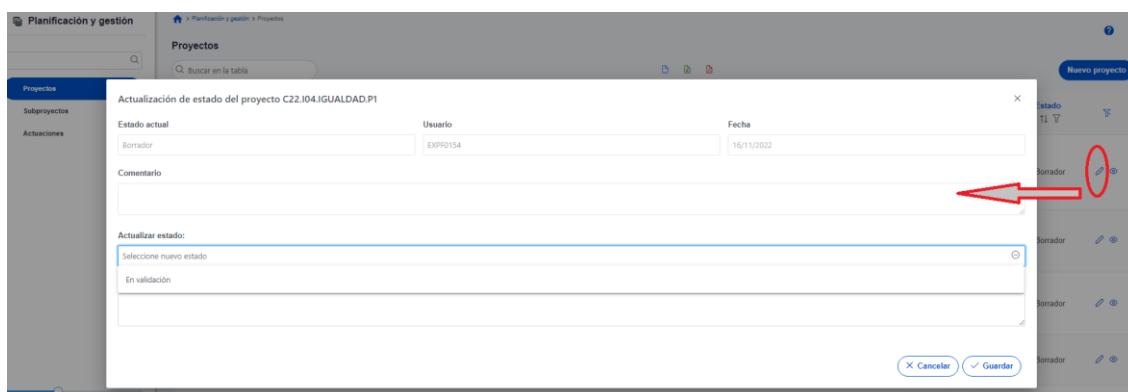 Planificación y gestión
> Planificación y gestión > Proyectos
Proyectos
Buscar en la tabla
Nuevo proyecto
Proyectos
Subproyectos
Actuaciones
Estado
Actualización de estado del proyecto C22.I04.IGUALDAD.P1
Estado actual
Usuario
Fecha
Borrador
EXPF0154
16/11/2022
Comentario
Actualizar estado:
Seleccione nuevo estado
En validación
Cancelar
Guardar
Borrador
Borrador
Borrador
Borrador